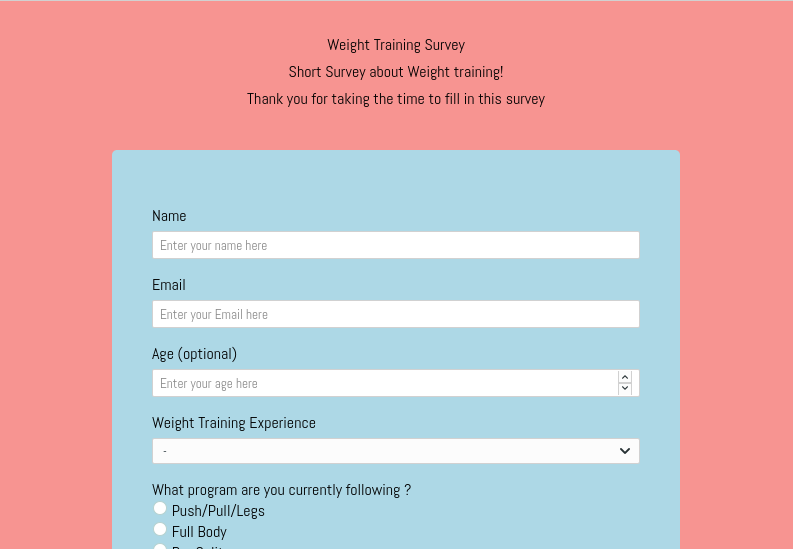 Weight Training Survey
Short Survey about Weight training!
Thank you for taking the time to fill in this survey
Name
Enter your name here
Email
Enter your Email here
Age (optional)
Enter your age here
Weight Training Experience
-
What program are you currently following ?
Push/Pull/Legs
Full Body